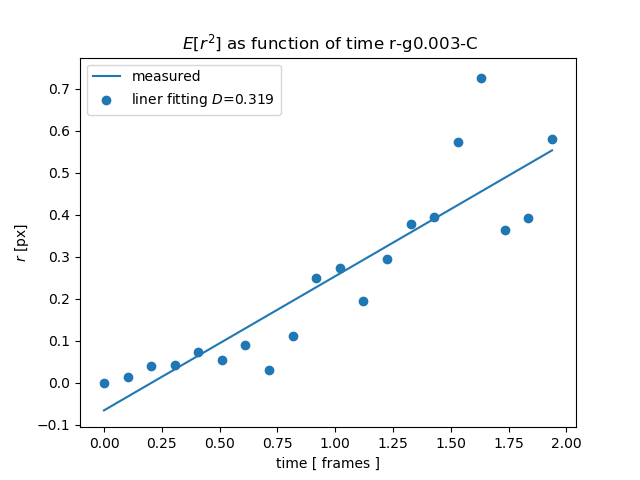 E[r²] as function of time r-g0.003-C
measured
liner fitting D=0.319
0.7
0.6
0.5
0.4
0.3
0.2
0.1
0.0
−0.1
r [px]
0.00 0.25 0.50 0.75 1.00 1.25 1.50 1.75 2.00
time [ frames ]